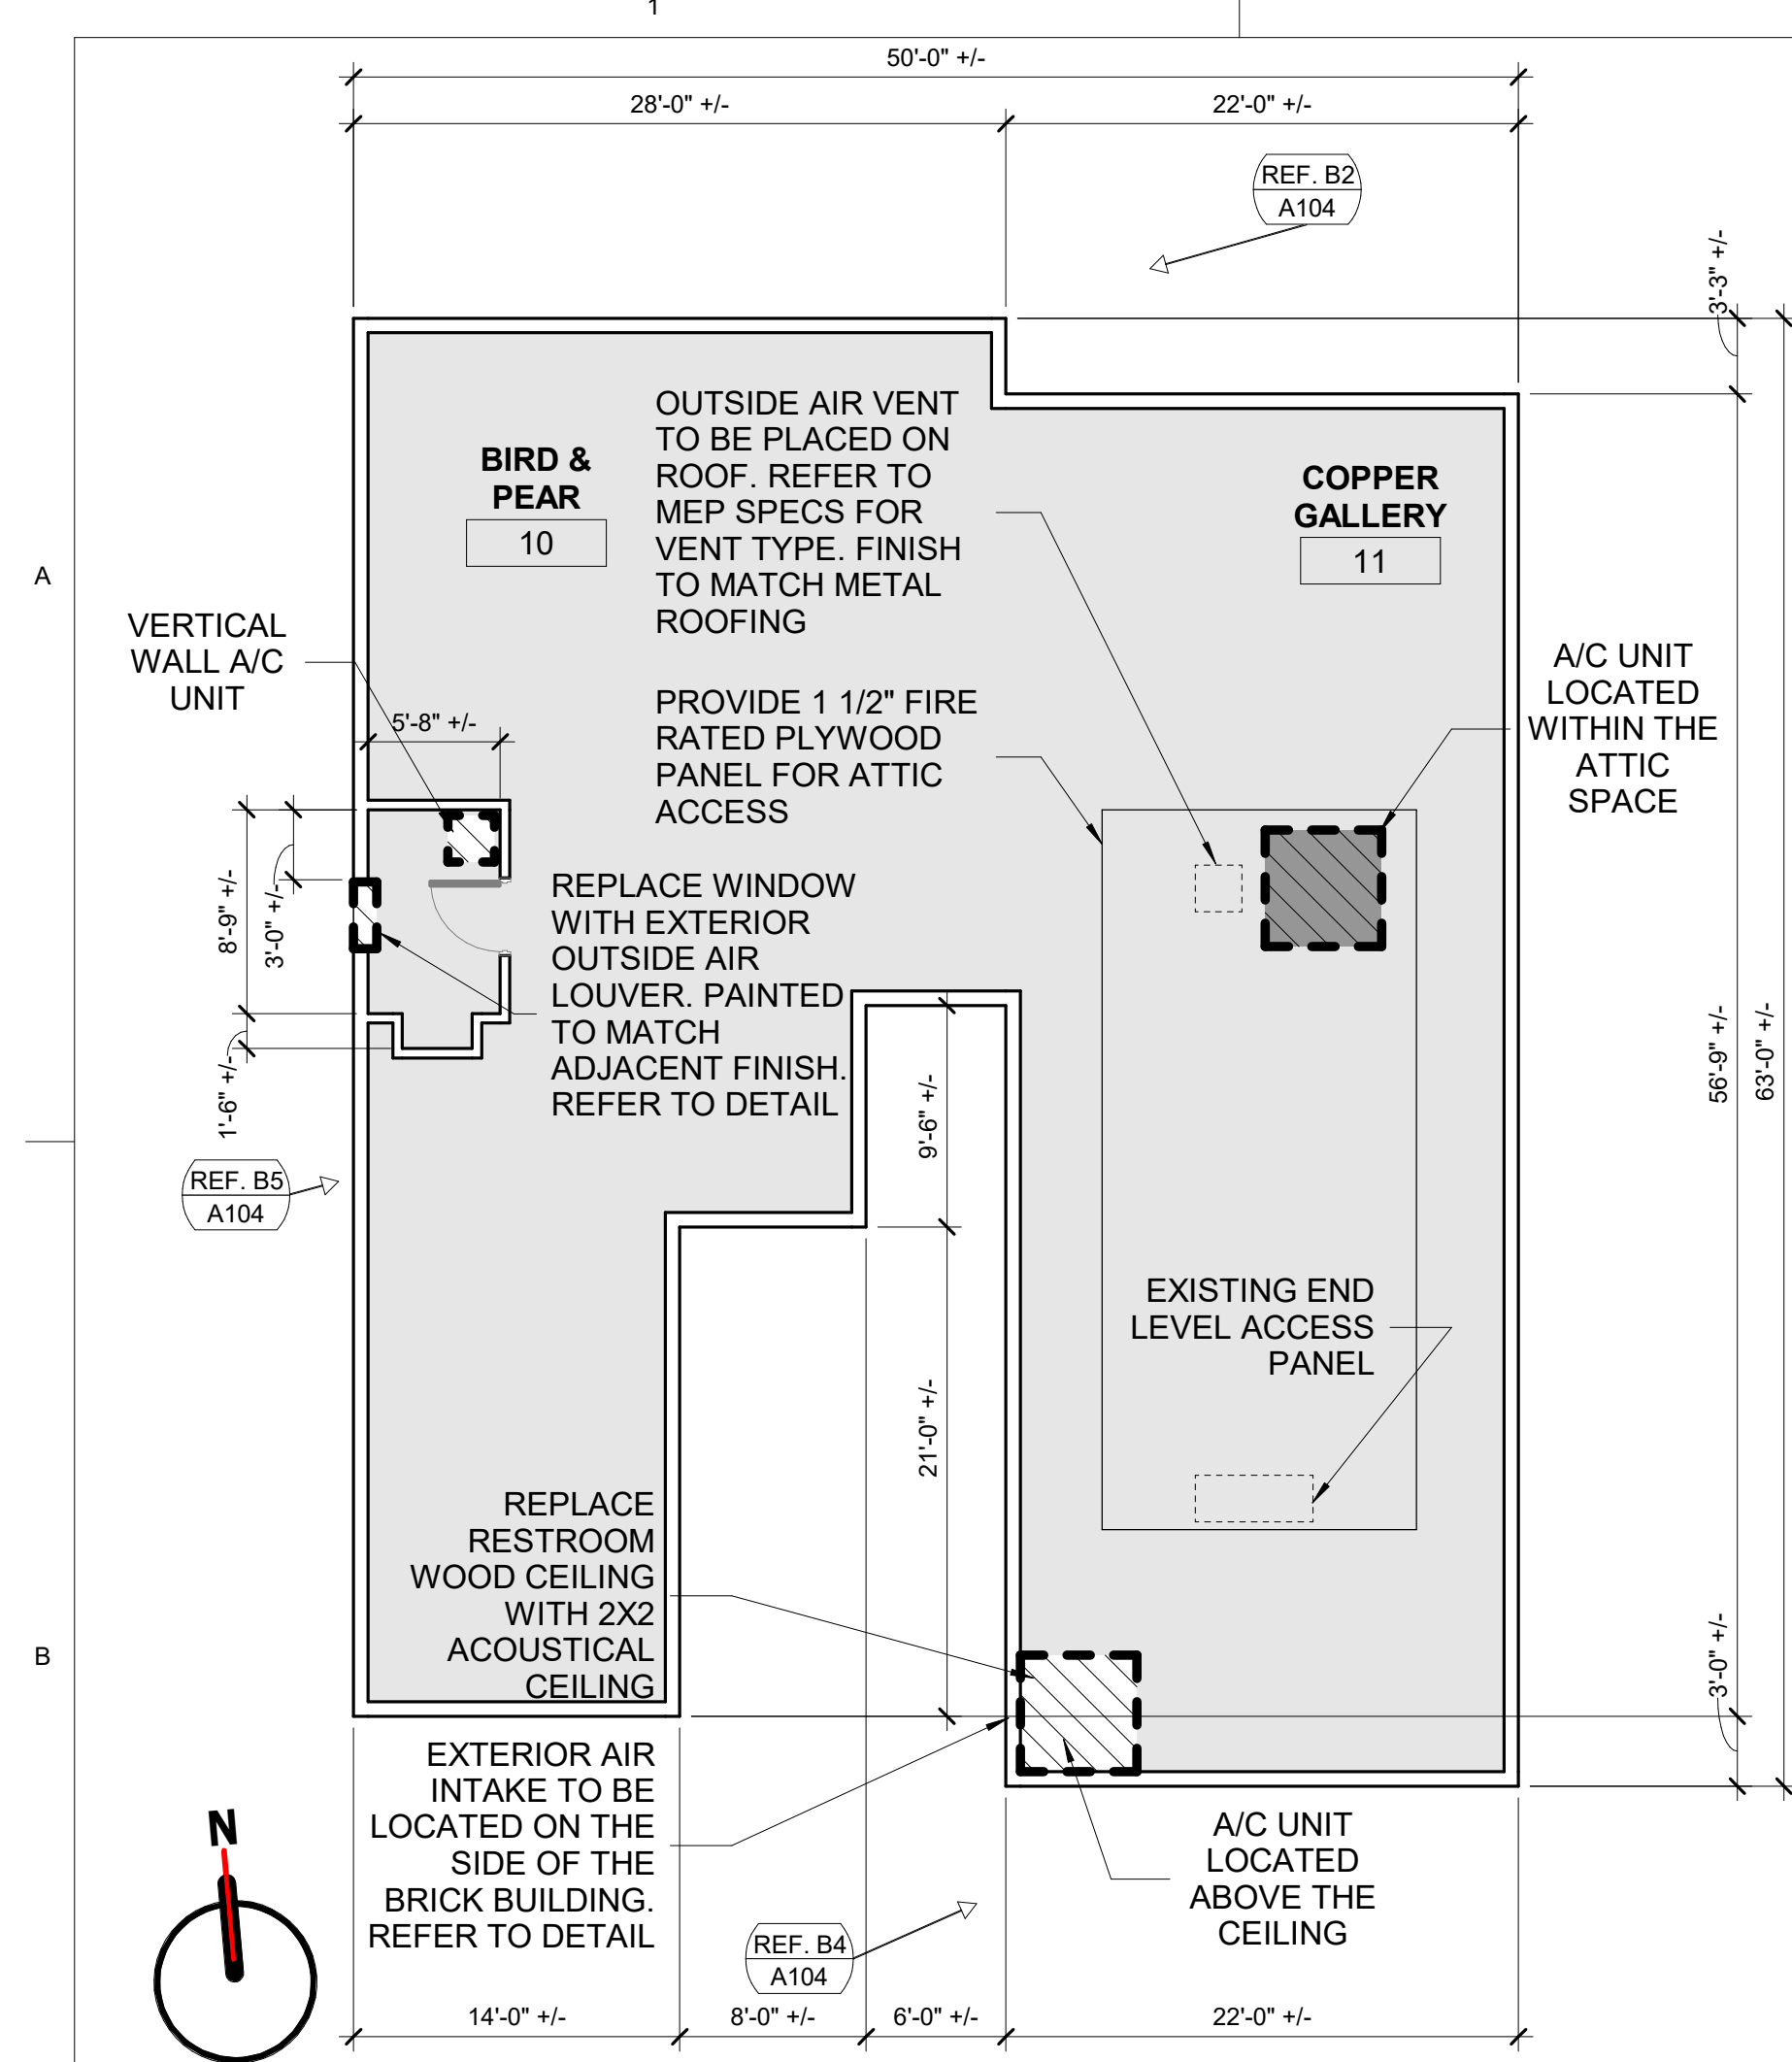 1
50'-0" +/-
28'-0" +/-
22'-0" +/-
REF. B2
A104
3'-3" +/-
OUTSIDE AIR VENT
TO BE PLACED ON
ROOF. REFER TO
MEP SPECS FOR
VENT TYPE. FINISH
TO MATCH METAL
ROOFING
BIRD &
PEAR
10
COPPER
GALLERY
11
A
VERTICAL
WALL A/C
UNIT
A/C UNIT
LOCATED
WITHIN THE
ATTIC
SPACE
PROVIDE 1 1/2" FIRE
RATED PLYWOOD
PANEL FOR ATTIC
ACCESS
5'-8" +/-
8'-9" +/-
3'-0" +/-
1'-6" +/-
REPLACE WINDOW
WITH EXTERIOR
OUTSIDE AIR
LOUVER. PAINTED
TO MATCH
ADJACENT FINISH.
REFER TO DETAIL
9'-6" +/-
56'-9" +/-
63'-0" +/-
REF. B5
A104
EXISTING END
LEVEL ACCESS
PANEL
21'-0" +/-
REPLACE
RESTROOM
WOOD CEILING
WITH 2X2
ACOUSTICAL
CEILING
B
3'-0" +/-
EXTERIOR AIR
INTAKE TO BE
LOCATED ON THE
SIDE OF THE
BRICK BUILDING.
REFER TO DETAIL
A/C UNIT
LOCATED
ABOVE THE
CEILING
N
REF. B4
A104
14'-0" +/-
8'-0" +/-
6'-0" +/-
22'-0" +/-